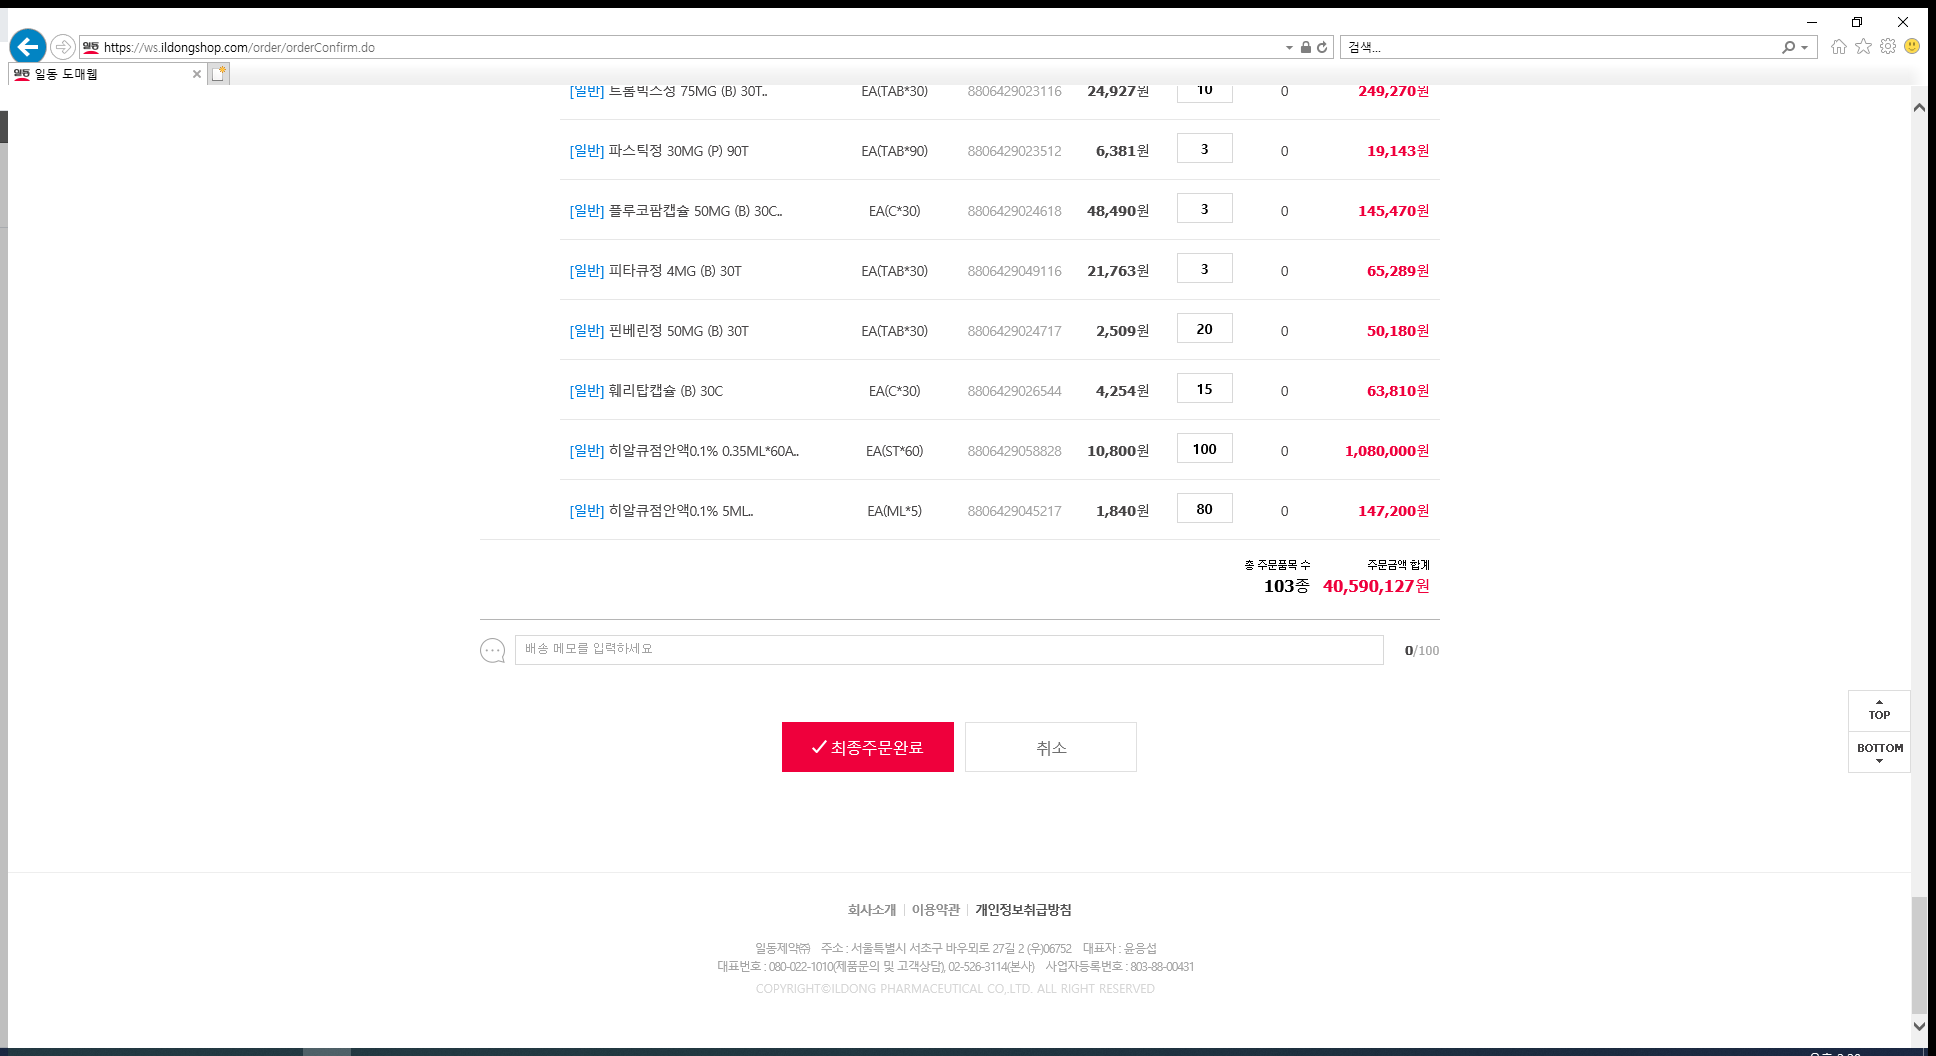 https://ws.ildongshop.com/order/orderConfirm.do
검색...
일동 도매웹
[일반] 트롬빅스정 75MG (B) 30T.. EA(TAB*30) 8806429023116 24,927원 10 0 249,270원
[일반] 파스틱정 30MG (P) 90T EA(TAB*90) 8806429023512 6,381원 3 0 19,143원
[일반] 플루코팜캡슐 50MG (B) 30C.. EA(C*30) 8806429024618 48,490원 3 0 145,470원
[일반] 피타큐정 4MG (B) 30T EA(TAB*30) 8806429049116 21,763원 3 0 65,289원
[일반] 핀베린정 50MG (B) 30T EA(TAB*30) 8806429024717 2,509원 20 0 50,180원
[일반] 훼리탑캡슐 (B) 30C EA(C*30) 8806429026544 4,254원 15 0 63,810원
[일반] 히알큐점안액0.1% 0.35ML*60A.. EA(ST*60) 8806429058828 10,800원 100 0 1,080,000원
[일반] 히알큐점안액0.1% 5ML.. EA(ML*5) 8806429045217 1,840원 80 0 147,200원
총 주문품목 수 주문금액 합계
103종 40,590,127원
배송 메모를 입력하세요 0/100
TOP
BOTTOM
최종주문완료 취소
회사소개 이용약관 개인정보취급방침
일동제약㈜ 주소 : 서울특별시 서초구 바우뫼로 27길 2 (우)06752 대표자 : 윤웅섭
대표번호 : 080-022-1010(제품문의 및 고객상담), 02-526-3114(본사) 사업자등록번호 : 803-88-00431
COPYRIGHT©ILDONG PHARMACEUTICAL CO,.LTD. ALL RIGHT RESERVED